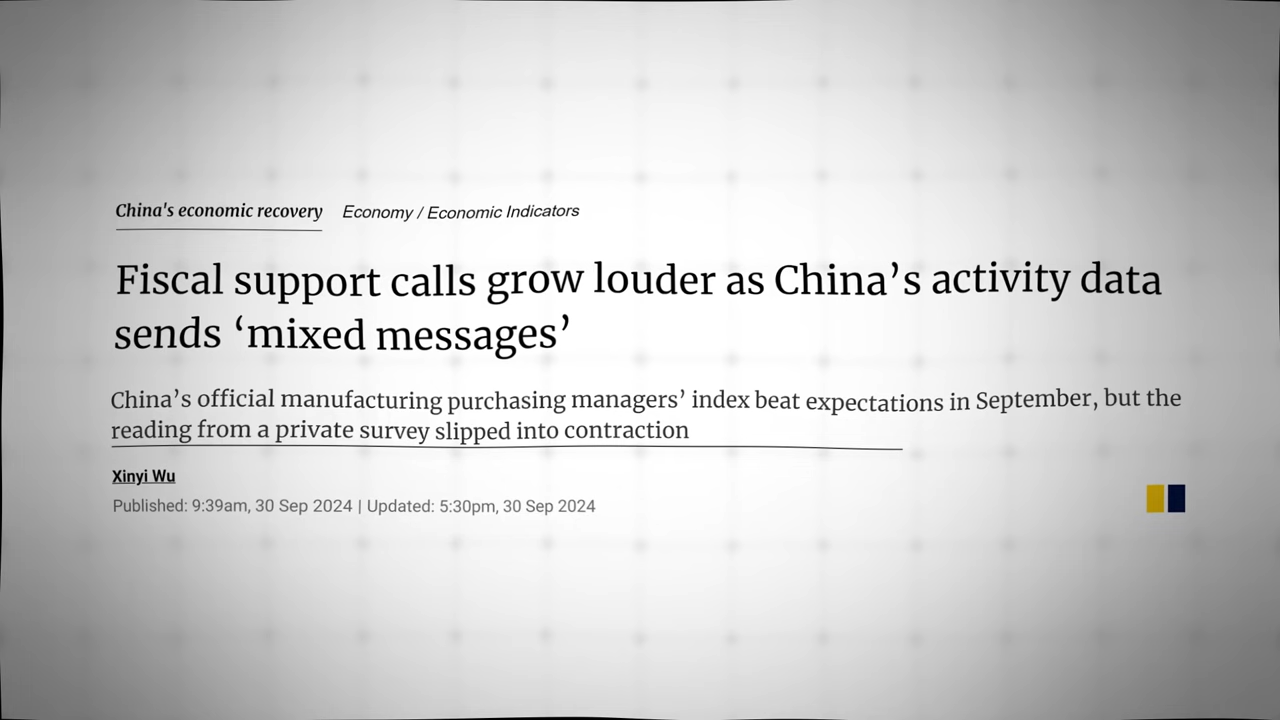 China's economic recovery Economy / Economic Indicators
Fiscal support calls grow louder as China’s activity data
sends ‘mixed messages’
China’s official manufacturing purchasing managers’ index beat expectations in September, but the
reading from a private survey slipped into contraction
Xinyi Wu
Published: 9:39am, 30 Sep 2024 | Updated: 5:30pm, 30 Sep 2024